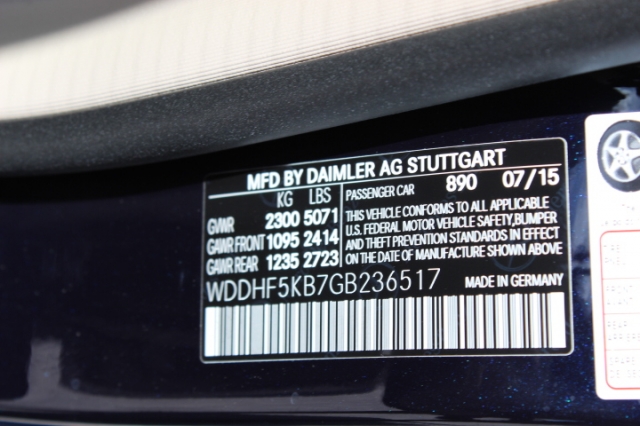 MFD BY DAIMLER AG STUTTGART
KG LBS
GVWR 2300 5071
GAWR FRONT 1095 2414
GAWR REAR 1235 2723
PASSENGER CAR 890 07/15
THIS VEHICLE CONFORMS TO ALL APPLICABLE
U.S. FEDERAL MOTOR VEHICLE SAFETY, BUMPER
AND THEFT PREVENTION STANDARDS IN EFFECT
ON THE DATE OF MANUFACTURE SHOWN ABOVE
WDDHF5KB7GB236517
MADE IN GERMANY